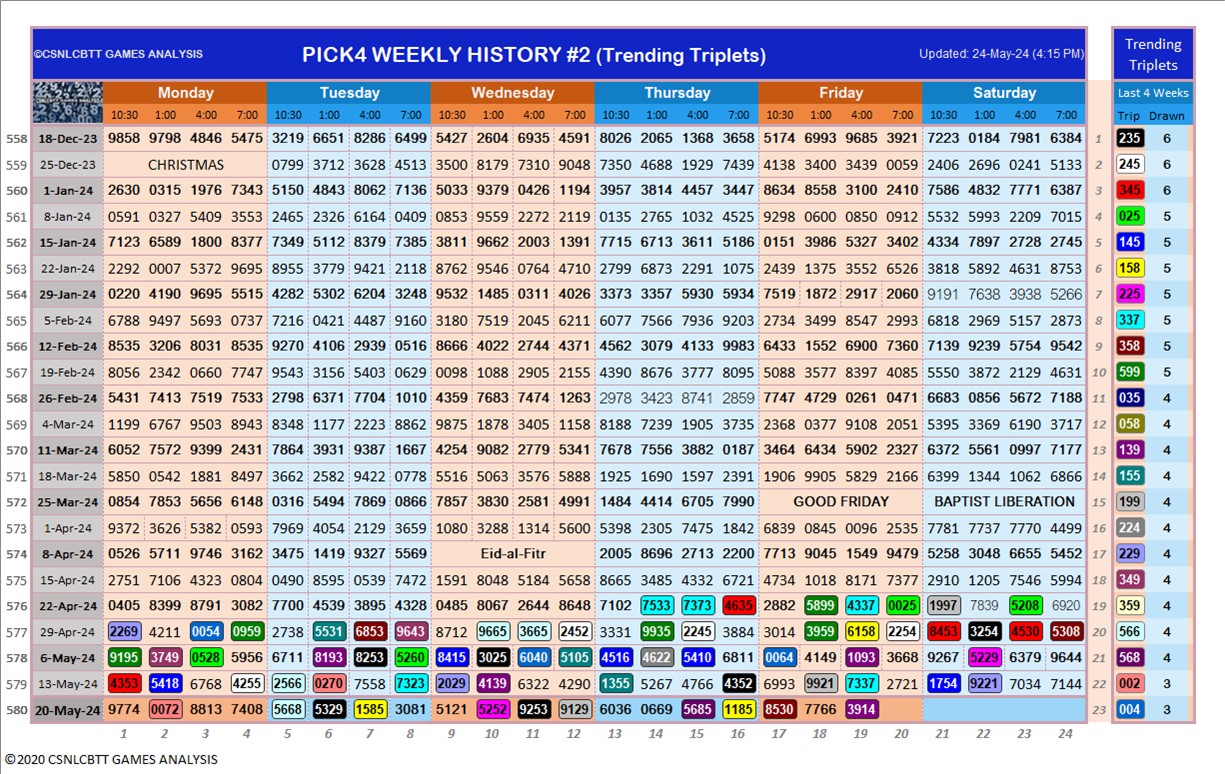 ©CSNLCBTT GAMES ANALYSIS PICK4 WEEKLY HISTORY #2 (Trending Triplets) Updated: 24-May-24 (4:15 PM) Trending
Triplets
Monday Tuesday Wednesday Thursday Friday Saturday Last 4 Weeks
10:30 1:00 4:00 7:00 10:30 1:00 4:00 7:00 10:30 1:00 4:00 7:00 10:30 1:00 4:00 7:00 10:30 1:00 4:00 7:00 10:30 1:00 4:00 7:00 Trip Drawn
558 18-Dec-23 9858 9798 4846 5475 3219 6651 8286 6499 5427 2604 6935 4591 8026 2065 1368 3658 5174 6993 9685 3921 7223 0184 7981 6384 1 235 6
559 25-Dec-23 CHRISTMAS 0799 3712 3628 4513 3500 8179 7310 9048 7350 4688 1929 7439 4138 3400 3439 0059 2406 2696 0241 5133 2 245 6
560 1-Jan-24 2630 0315 1976 7343 5150 4843 8062 7136 5033 9379 0426 1194 3957 3814 4457 3447 8634 8558 3100 2410 7586 4832 7771 6387 3 345 6
561 8-Jan-24 0591 0327 5409 3553 2465 2326 6164 0409 0853 9559 2272 2119 0135 2765 1032 4525 9298 0600 0850 0912 5532 5993 2209 7015 4 025 5
562 15-Jan-24 7123 6589 1800 8377 7349 5112 8379 7385 3811 9662 2003 1391 7715 6713 3611 5186 0151 3986 5327 3402 4334 7897 2728 2745 5 145 5
563 22-Jan-24 2292 0007 5372 9695 8955 3779 9421 2118 8762 9546 0764 4710 2799 6873 2291 1075 2439 1375 3552 6526 3818 5892 4631 8753 6 158 5
564 29-Jan-24 0220 4190 9695 5515 4282 5302 6204 3248 9532 1485 0311 4026 3373 3357 5930 5934 7519 1872 2917 2060 9191 7638 3938 5266 7 225 5
565 5-Feb-24 6788 9497 5693 0737 7216 0421 4487 9160 3180 7519 2045 6211 6077 7566 7936 9203 2734 3499 8547 2993 6818 2969 5157 2873 8 337 5
566 12-Feb-24 8535 3206 8031 8535 9270 4106 2939 0516 8666 4022 2744 4371 4562 3079 4133 9983 6433 1552 6900 7360 7139 9239 5754 9542 9 358 5
567 19-Feb-24 8056 2342 0660 7747 9543 3156 5403 0629 0098 1088 2905 2155 4390 8676 3777 8095 5088 3577 8397 4085 5550 3872 2129 4631 10 599 5
568 26-Feb-24 5431 7413 7519 7533 2798 6371 7704 1010 4359 7683 7474 1263 2978 3423 8741 2859 7747 4729 0261 0471 6683 0856 5672 7188 11 035 4
569 4-Mar-24 1199 6767 9503 8943 8348 1177 2223 8862 9875 1878 3405 1158 8188 7239 1905 3735 2368 0377 9108 2051 5395 3369 6190 3717 12 058 4
570 11-Mar-24 6052 7572 9399 2431 7864 3931 9387 1667 4254 9082 2779 5341 7678 7556 3882 0187 3464 6434 5902 2327 6372 5561 0997 7177 13 139 4
571 18-Mar-24 5850 0542 1881 8497 3662 2582 9422 0778 5516 5063 5576 5888 1925 1690 1597 2391 1906 9905 5825 2166 6399 1344 1062 6866 14 155 4
572 25-Mar-24 0854 7853 5656 6148 0316 5494 7869 0866 7857 3830 2581 4991 1484 4414 6705 7990 GOOD FRIDAY BAPTIST LIBERATION 15 199 4
573 1-Apr-24 9372 3626 5382 0593 7969 4054 2129 3659 1080 3288 1314 5600 5398 2305 7475 1842 6839 0845 0096 2535 7781 7737 7770 4499 16 224 4
574 8-Apr-24 0526 5711 9746 3162 3475 1419 9327 5569 Eid-al-Fitr 2005 8696 2713 2200 7713 9045 1549 9479 5258 3048 6655 5452 17 229 4
575 15-Apr-24 2751 7106 4323 0804 0490 8595 0539 7472 1591 8048 5184 5658 8665 3485 4332 6721 4734 1018 8171 7377 2910 1205 7546 5994 18 349 4
576 22-Apr-24 0405 8399 8791 3082 7700 4539 3895 4328 0485 8067 2644 8648 7102 7533 7373 4635 2882 5899 4337 0025 1997 7839 5208 6920 19 359 4
577 29-Apr-24 2269 4211 0054 0959 2738 5531 6853 9643 8712 9665 3665 2452 3331 9935 2245 3884 3014 3959 6158 2254 8453 3254 4530 5308 20 566 4
578 6-May-24 9195 3749 0528 5956 6711 8193 8253 5260 8415 3025 6040 5105 4516 4622 5410 6811 0064 4149 1093 3668 9267 5229 6379 9644 21 568 4
579 13-May-24 4353 5418 6768 4255 2566 0270 7558 7323 2029 4139 6322 4290 1355 5267 4766 4352 6993 9921 7337 2721 1754 9221 7034 7144 22 002 3
580 20-May-24 9774 0072 8813 7408 5668 5329 1585 3081 5121 5252 9253 9129 6036 0669 5685 1185 8530 7766 3914 23 004 3
1 2 3 4 5 6 7 8 9 10 11 12 13 14 15 16 17 18 19 20 21 22 23 24
©2020 CSNLCBTT GAMES ANALYSIS